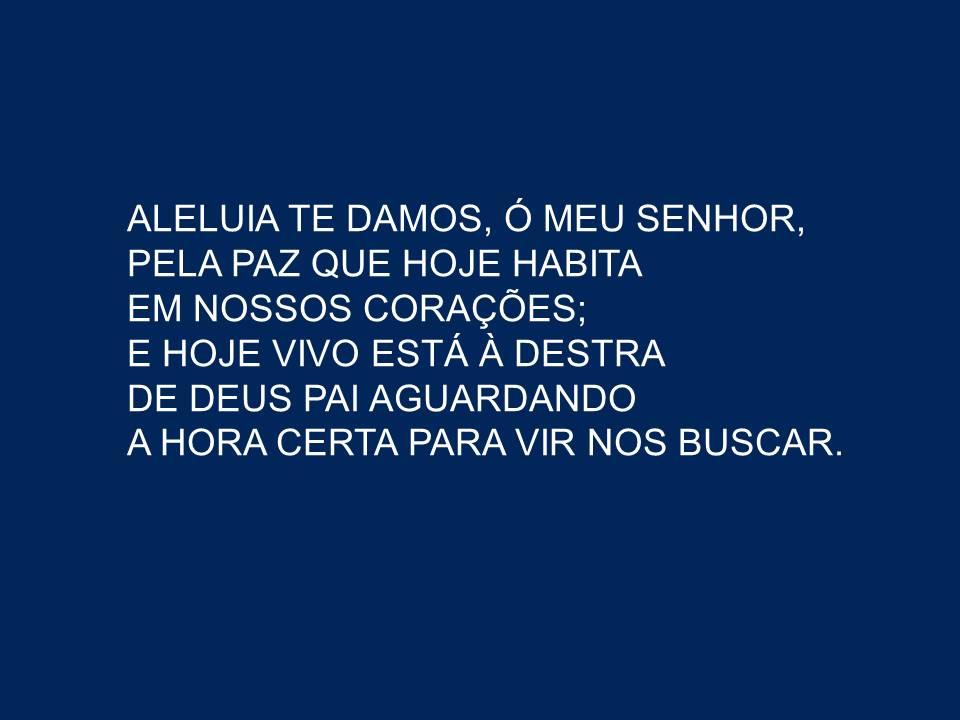 ALELUIA TE DAMOS, Ó MEU SENHOR,
PELA PAZ QUE HOJE HABITA
EM NOSSOS CORAÇÕES;
E HOJE VIVO ESTÁ À DESTRA
DE DEUS PAI AGUARDANDO
A HORA CERTA PARA VIR NOS BUSCAR.